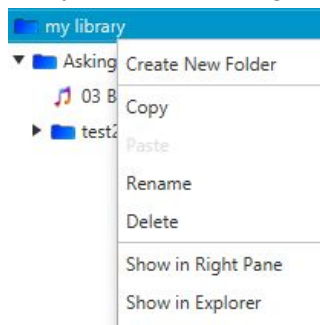 my library
Asking
Create New Folder
03 B
Copy
test2
Paste
Rename
Delete
Show in Right Pane
Show in Explorer